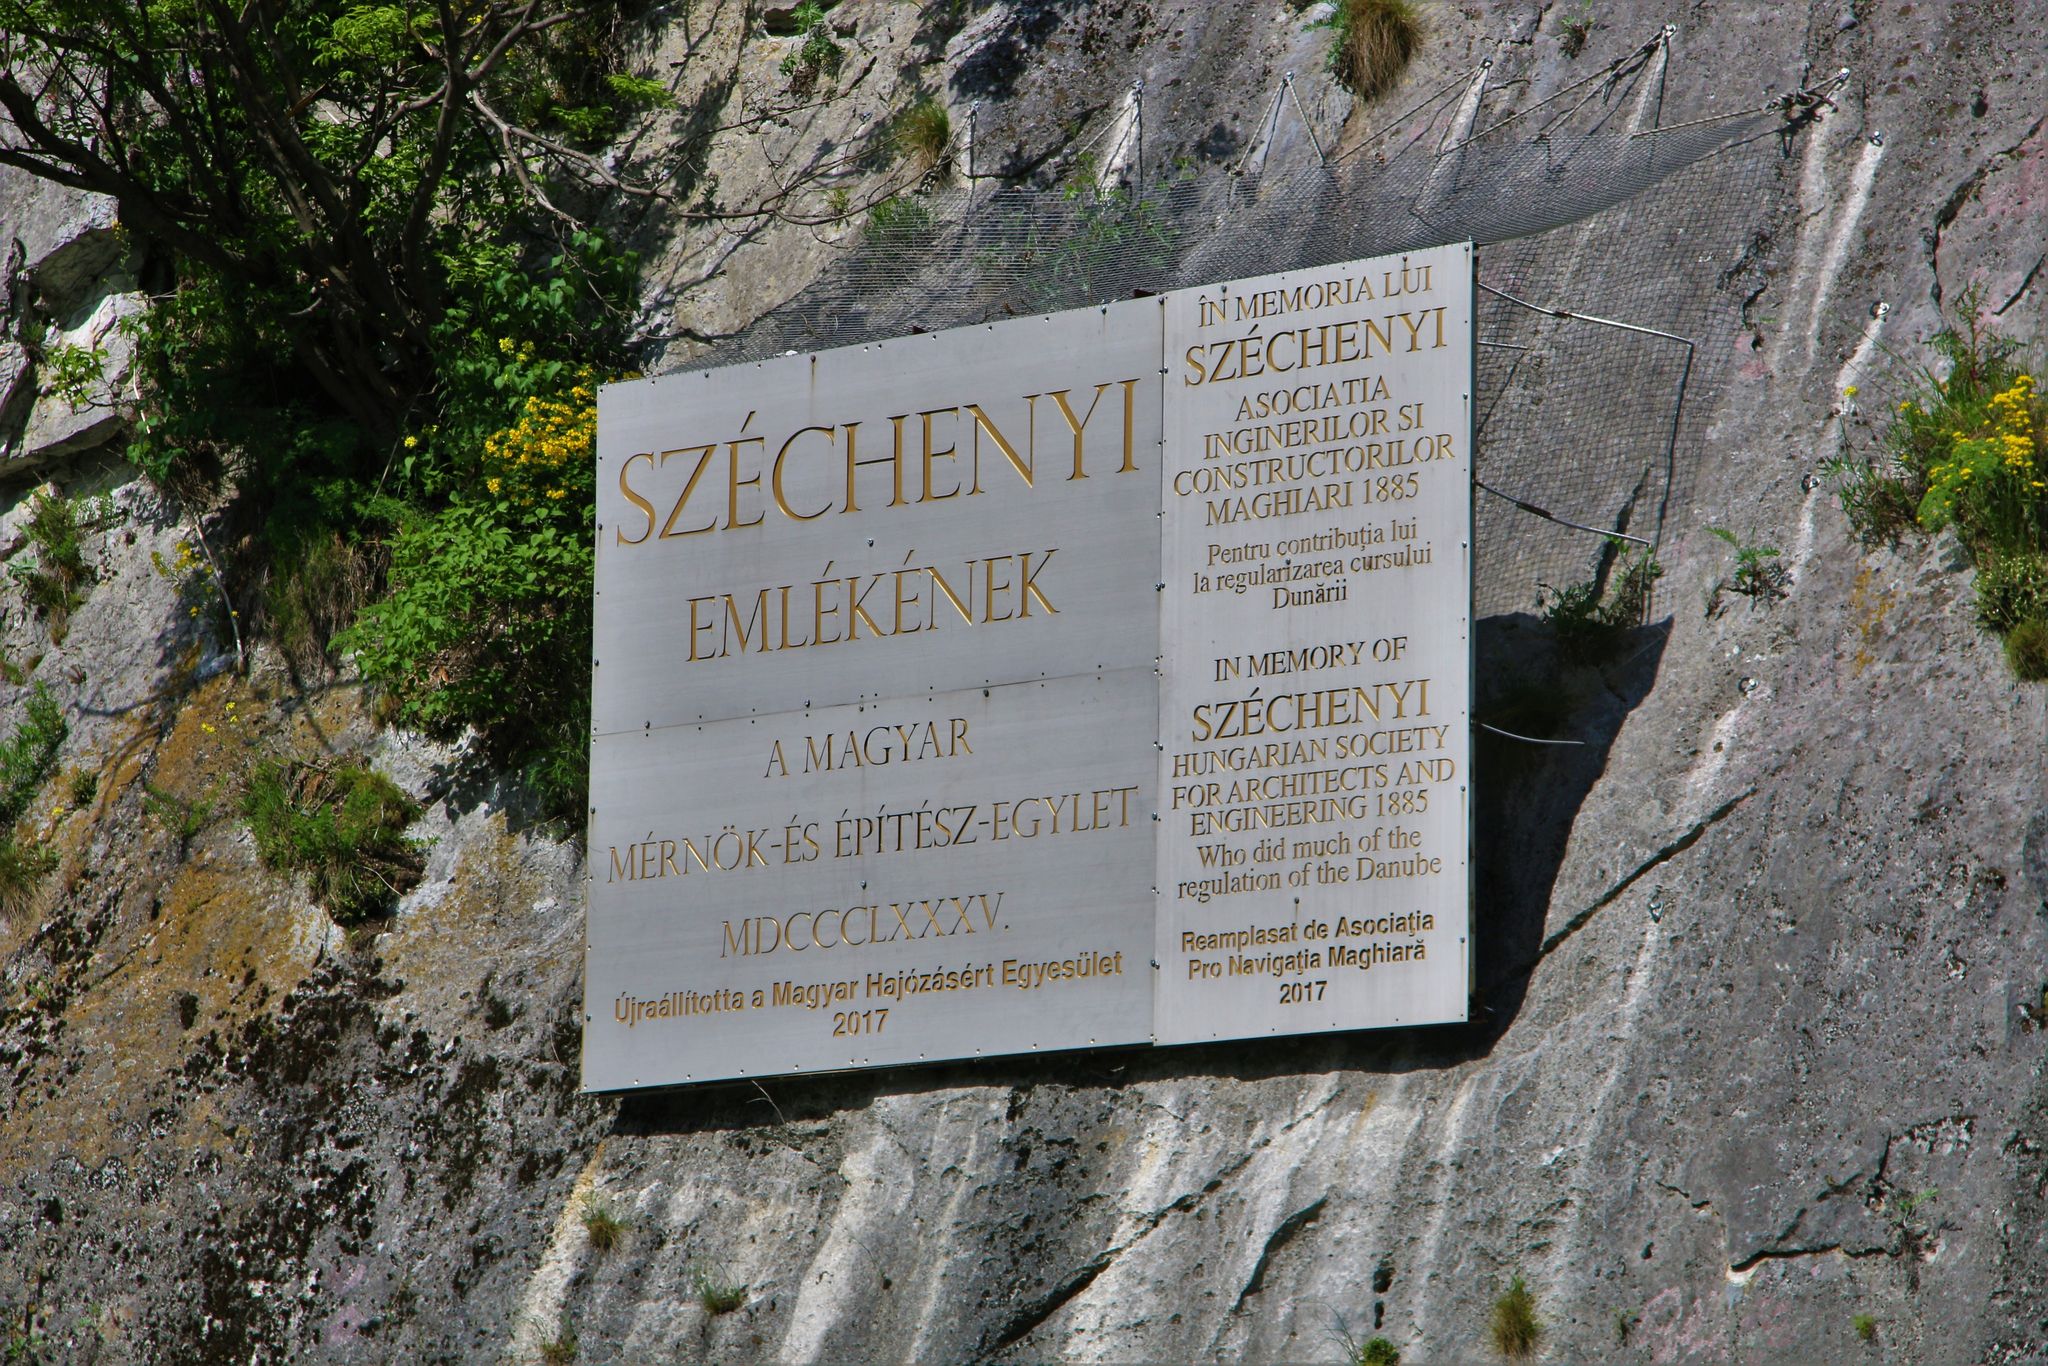 SZÉCHENYI
EMLÉKÉNEK
A MAGYAR
MÉRNÖK-ÉS ÉPÍTÉSZ-EGYLET
MDCCCLXXXV.
Újraállította a Magyar Hajózásért Egyesület
2017
ÎN MEMORIA LUI
SZÉCHENYI
ASOCIATIA
INGINERILOR SI
CONSTRUCTORILOR
MAGHIARI 1885
Pentru contribuția lui
la regularizarea cursului
Dunării
IN MEMORY OF
SZÉCHENYI
HUNGARIAN SOCIETY
FOR ARCHITECTS AND
ENGINEERING 1885
Who did much of the
regulation of the Danube
Reamplasat de Asociaţia
Pro Navigaţia Maghiară
2017